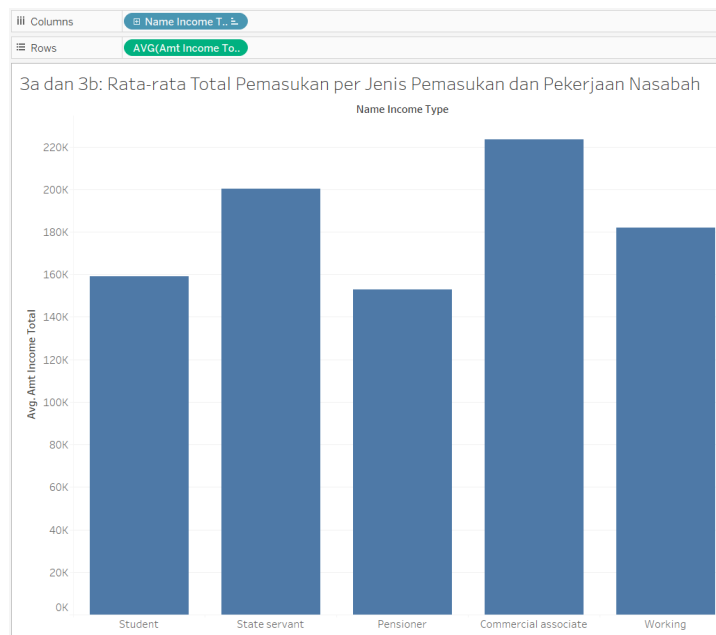 Columns
Name Income T..
Rows
AVG(Amt Income To..
3a dan 3b: Rata-rata Total Pemasukan per Jenis Pemasukan dan Pekerjaan Nasabah
Name Income Type
220K
200K
180K
160K
140K
120K
100K
80K
60K
40K
20K
0K
Avg. Amt Income Total
Student
State servant
Pensioner
Commercial associate
Working